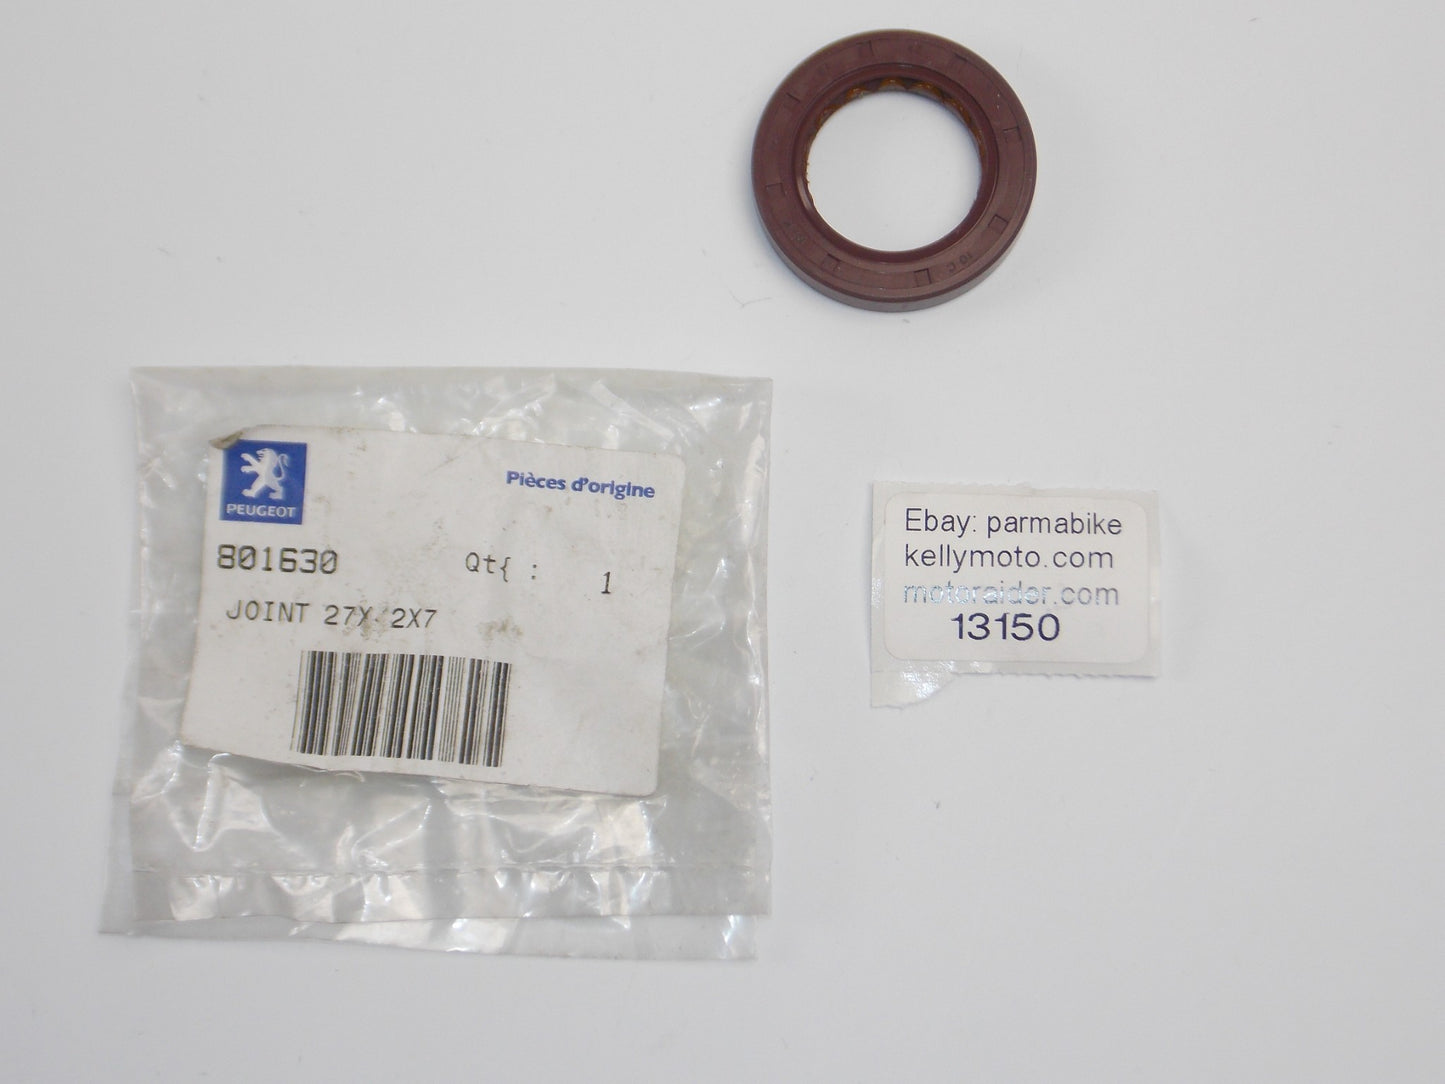 PEUGEOT
Pièces d'origine
801630
Qt{ : 1
JOINT 27X 2X7
Ebay: parmabike
kellymoto.com
motoraider.com
13150